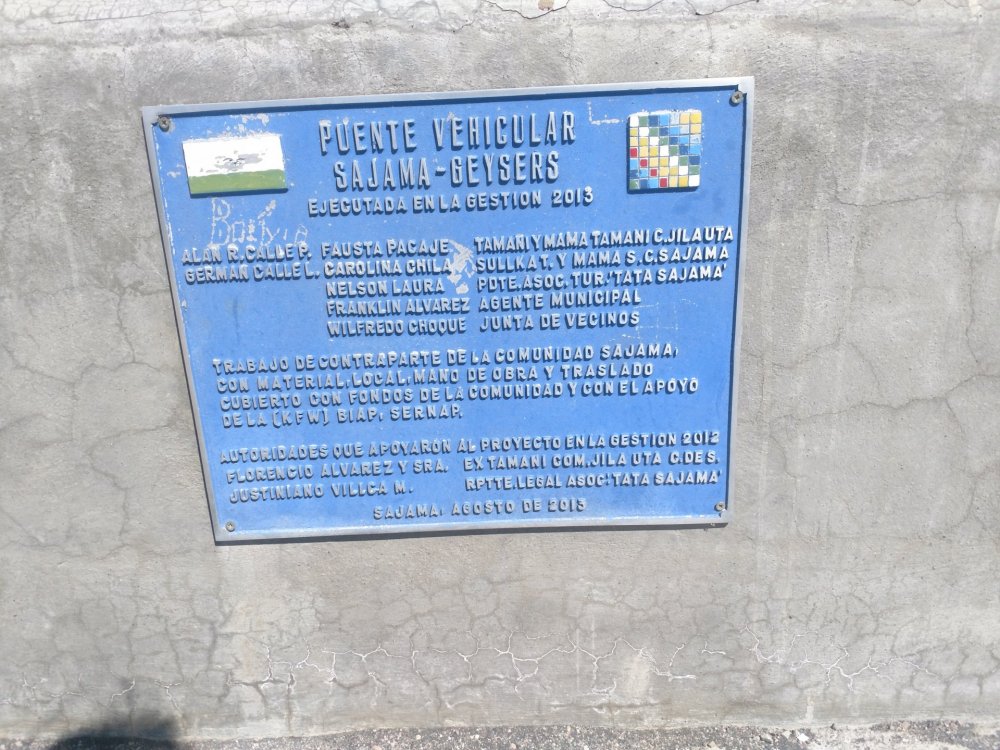 PUENTE VEHICULAR
SAJAMA-GEYSERS
EJECUTADA EN LA GESTION 2013
Bolivia
ALAN R. CALLE P. FAUSTA PACAJE TAMANI Y MAMA TAMANI C. JILA UTA
GERMAN CALLE L. CAROLINA CHILA SULLKA T. Y MAMA S. C. SAJAMA
NELSON LAURA PDTE. ASOC. TUR. 'TATA SAJAMA'
FRANKLIN ALVAREZ AGENTE MUNICIPAL
WILFREDO CHOQUE JUNTA DE VECINOS
TRABAJO DE CONTRAPARTE DE LA COMUNIDAD SAJAMA,
CON MATERIAL, LOCAL, MANO DE OBRA Y TRASLADO
CUBIERTO CON FONDOS DE LA COMUNIDAD Y CON EL APOYO
DE LA (KFW) BIAP, SERNAP.
AUTORIDADES QUE APOYARON AL PROYECTO EN LA GESTION 2012
FLORENCIO ALVAREZ Y SRA. EX TAMANI COM. JILA UTA C. DE S.
JUSTINIANO VILLCA M. RPTTE. LEGAL ASOC. 'TATA SAJAMA'
SAJAMA, AGOSTO DE 2013